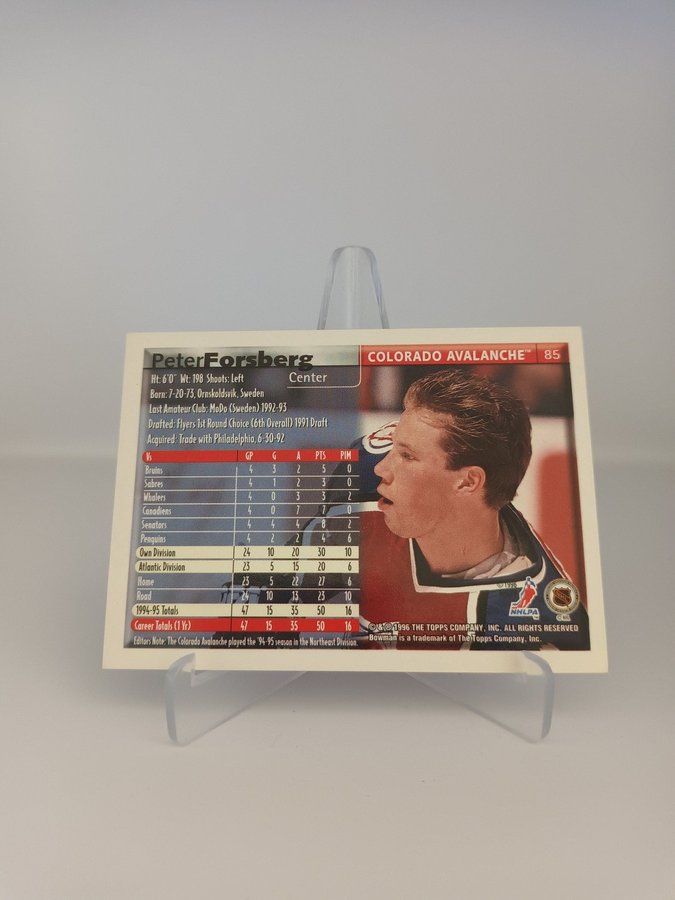 PeterForsberg
Center
COLORADO AVALANCHE™ 85
Ht: 6'0" Wt: 198 Shoots: Left
Born: 7-20-73, Ornskoldsvik, Sweden
Last Amateur Club: MoDo (Sweden) 1992-93
Drafted: Flyers 1st Round Choice (6th Overall) 1991 Draft
Acquired: Trade with Philadelphia, 6-30-92
Vs GP G A PTS PIM
Bruins 4 3 2 5 0
Sabres 4 1 2 3 0
Whalers 4 0 3 3 2
Canadiens 4 0 7 7
Senators 4 4 4 8 2
Penguins 4 2 2 4 6
Own Division 24 10 20 30 10
Atlantic Division 23 5 15 20 6
Home 23 5 22 27 6
Road 24 10 13 23 10
1994-95 Totals 47 15 35 50 16
Career Totals (1 Yr) 47 15 35 50 16
Editors Note: The Colorado Avalanche played the '94-95 season in the Northeast Division.
© 1996
NHLPA
NHL
© & ® 1996 THE TOPPS COMPANY, INC. ALL RIGHTS RESERVED
Bowman is a trademark of The Topps Company, Inc.